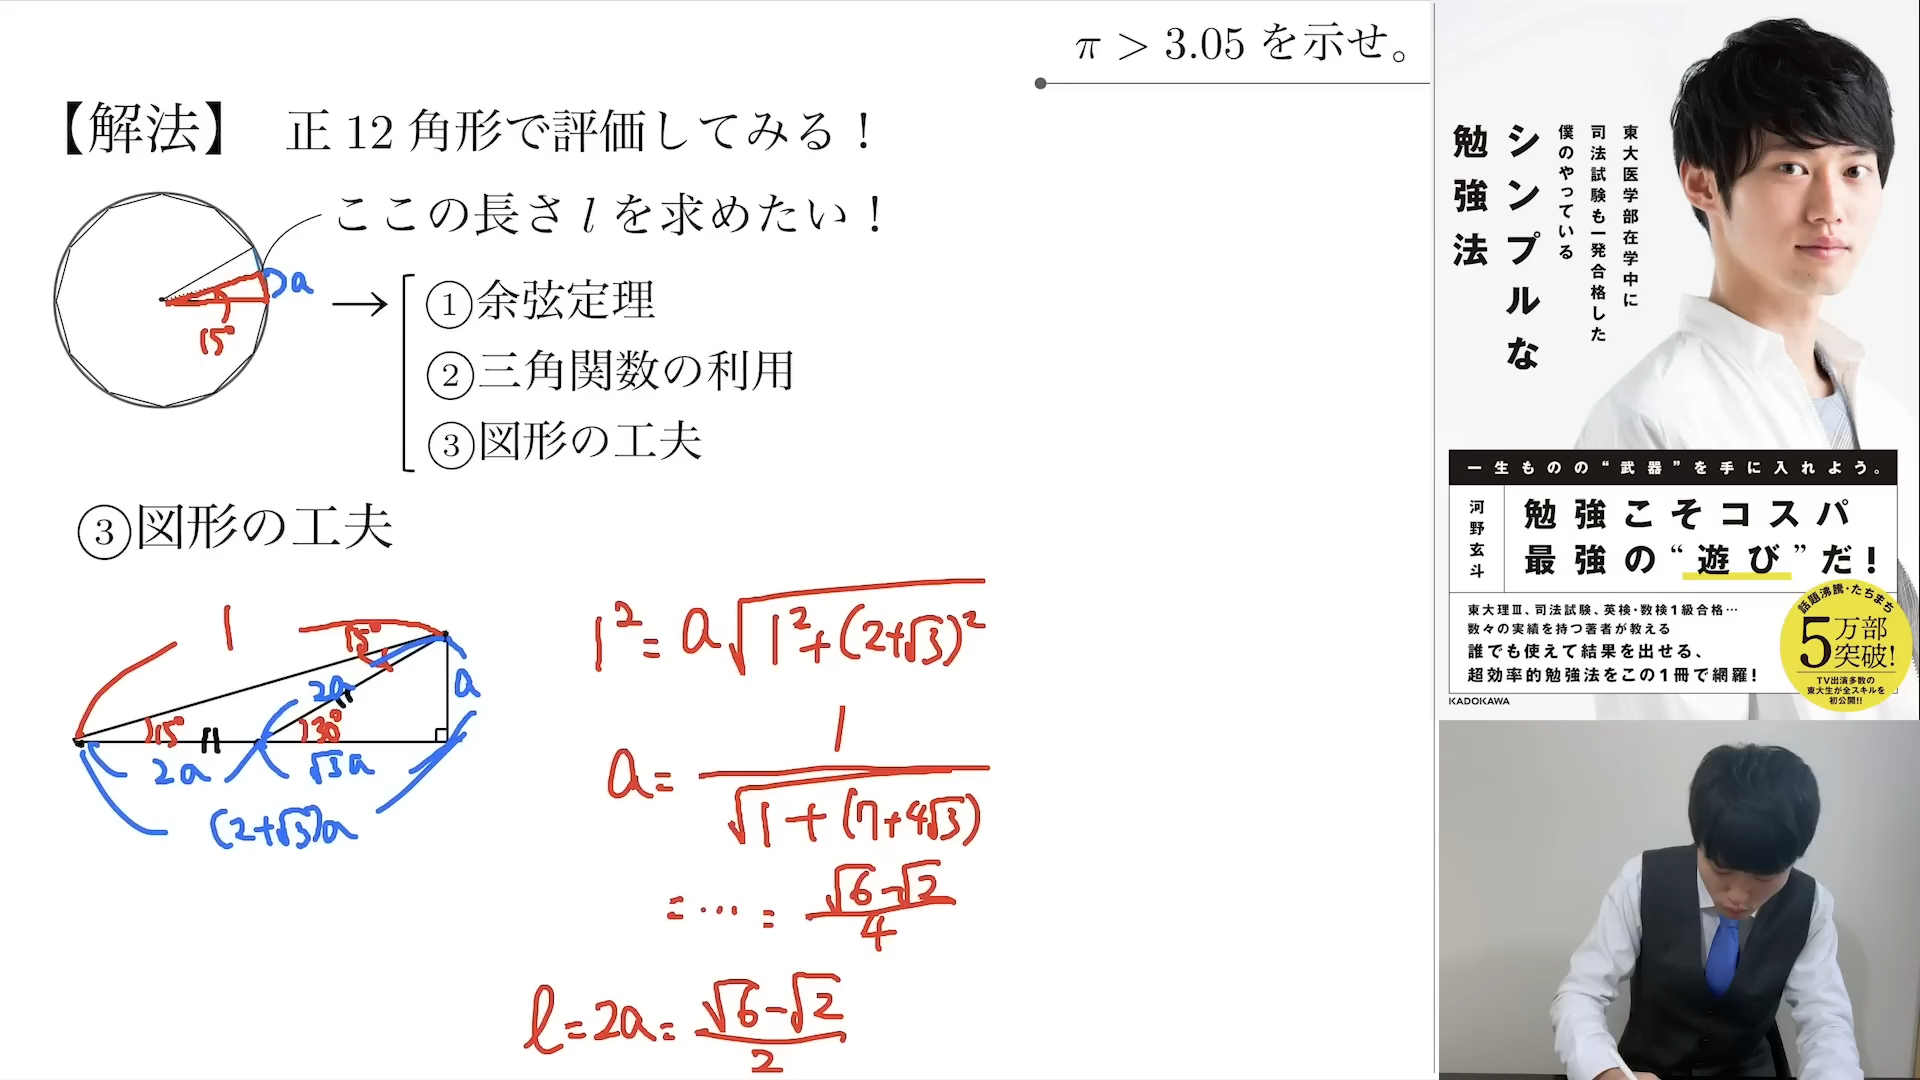 π > 3.05 を示せ。
【解法】 正 12 角形で評価してみる！
ここの長さ l を求めたい！
a
15°
→
①余弦定理
②三角関数の利用
③図形の工夫
③図形の工夫
1
15°
2a
a
15°
30°
2a
√3a
(2+√3)a
1²=a√1²+(2+√3)²
a=1/√1+(7+4√3)
=…=√6-√2/4
l=2a=√6-√2/2
東大医学部在学中に
司法試験も一発合格した
僕のやっている
シンプルな
勉強法
一生ものの“武器”を手に入れよう。
河野玄斗
勉強こそコスパ
最強の“遊び”だ！
東大理Ⅲ、司法試験、英検・数検1級合格…
数々の実績を持つ著者が教える
誰でも使えて結果を出せる、
超効率的勉強法をこの1冊で網羅！
KADOKAWA
話題沸騰・たちまち
5万部
突破！
TV出演多数の
東大生が全スキルを
初公開!!